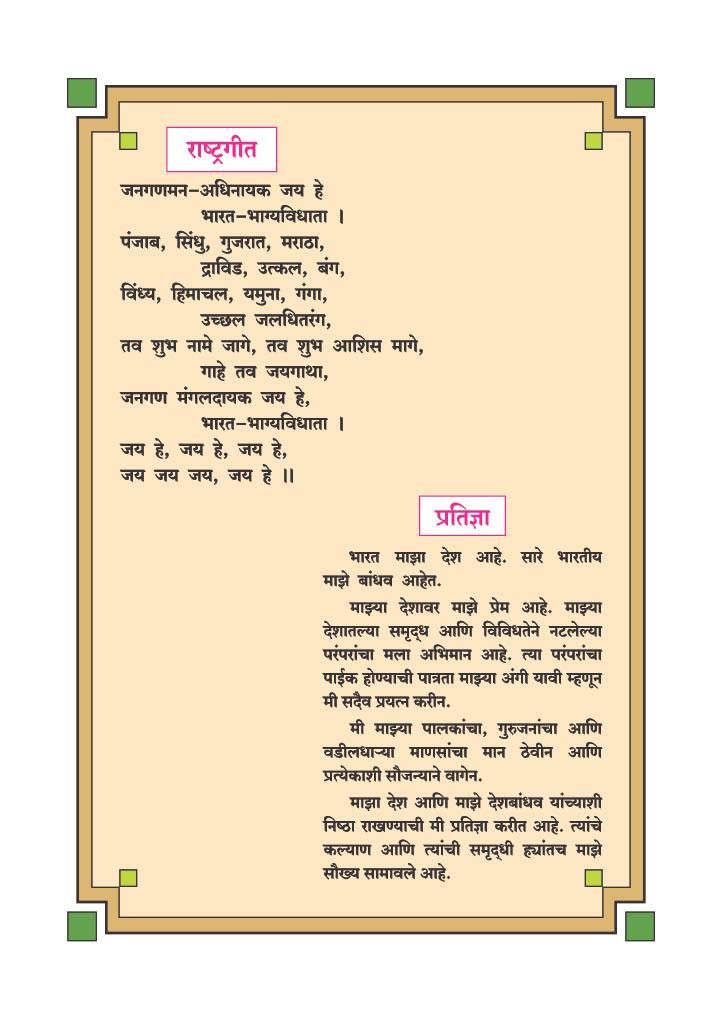 राष्ट्रगीत
जनगणमन–अधिनायक जय हे
भारत–भाग्यविधाता ।
पंजाब, सिंधु, गुजरात, मराठा,
द्राविड, उत्कल, बंग,
विंध्य, हिमाचल, यमुना, गंगा,
उच्छल जलधितरंग,
तव शुभ नामे जागे, तव शुभ आशिस मागे,
गाहे तव जयगाथा,
जनगण मंगलदायक जय हे,
भारत–भाग्यविधाता ।
जय हे, जय हे, जय हे,
जय जय जय, जय हे ।।
प्रतिज्ञा
भारत माझा देश आहे. सारे भारतीय
माझे बांधव आहेत.
माझ्या देशावर माझे प्रेम आहे. माझ्या
देशातल्या समृद्ध आणि विविधतेने नटलेल्या
परंपरांचा मला अभिमान आहे. त्या परंपरांचा
पाईक होण्याची पात्रता माझ्या अंगी यावी म्हणून
मी सदैव प्रयत्न करीन.
मी माझ्या पालकांचा, गुरुजनांचा आणि
वडीलधाऱ्या माणसांचा मान ठेवीन आणि
प्रत्येकाशी सौजन्याने वागेन.
माझा देश आणि माझे देशबांधव यांच्याशी
निष्ठा राखण्याची मी प्रतिज्ञा करीत आहे. त्यांचे
कल्याण आणि त्यांची समृद्धी ह्यांतच माझे
सौख्य सामावले आहे.